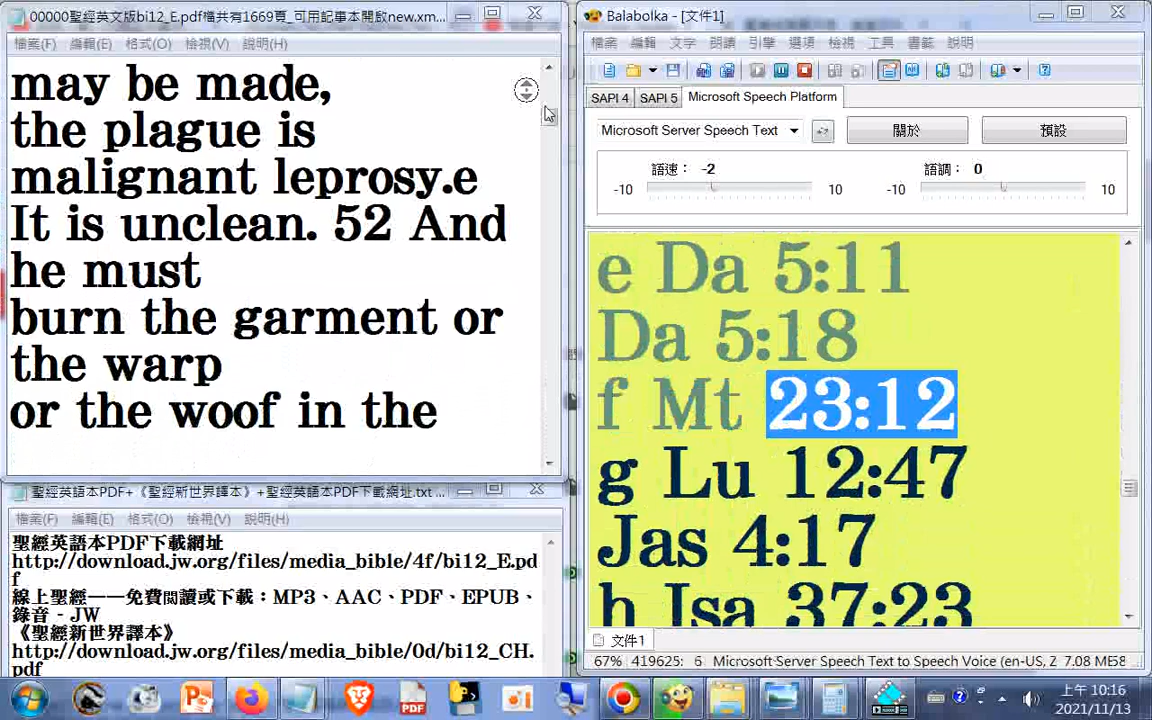 00000聖經英文版bi12_E.pdf檔共有1669頁_可用記事本開啟new.xm...
檔案(F) 編輯(E) 格式(O) 檢視(V) 說明(H)
may be made,
the plague is
malignant leprosy.e
It is unclean. 52 And
he must
burn the garment or
the warp
or the woof in the
聖經英語本PDF+《聖經新世界譯本》+聖經英語本PDF下載網址.txt ...
檔案(F) 編輯(E) 格式(O) 檢視(V) 說明(H)
聖經英語本PDF下載網址
http://download.jw.org/files/media_bible/4f/bi12_E.pd
f
線上聖經——免費閱讀或下載：MP3、AAC、PDF、EPUB、
錄音 - JW
《聖經新世界譯本》
http://download.jw.org/files/media_bible/0d/bi12_CH.
pdf
Balabolka - [文件1]
檔案 編輯 文字 朗讀 引擎 選項 檢視 工具 書籤 說明
SAPI 4 SAPI 5 Microsoft Speech Platform
Microsoft Server Speech Text 關於 預設
語速： -2 語調： 0
-10 10 -10 10
e Da 5:11
Da 5:18
f Mt 23:12
g Lu 12:47
Jas 4:17
h Isa 37:23
文件1
67% 419625: 6 Microsoft Server Speech Text to Speech Voice (en-US, Z 7.08 ME58
上午 10:16
2021/11/13